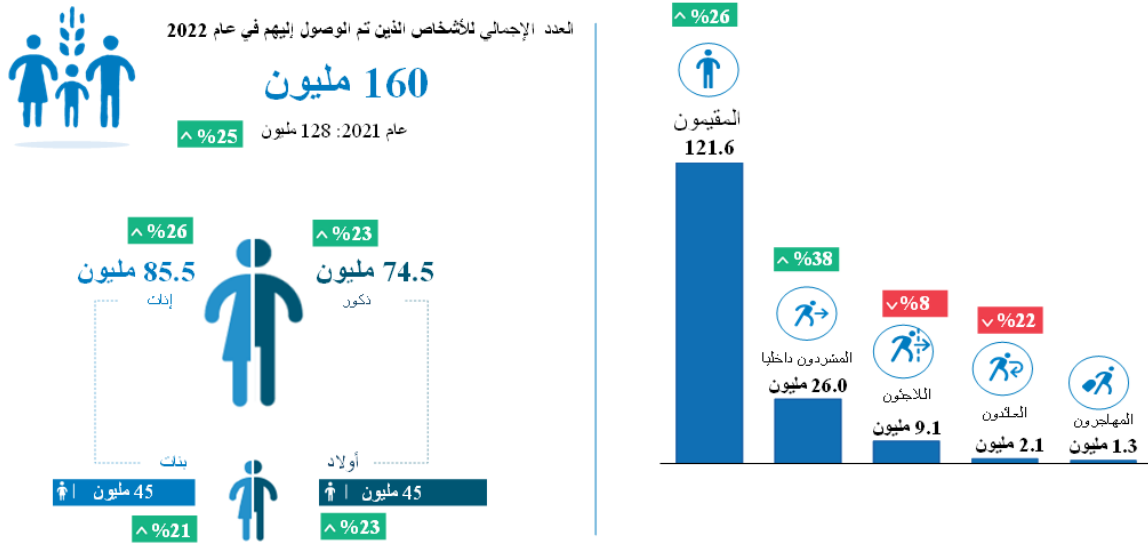 العدد الإجمالي للأشخاص الذين تم الوصول إليهم في عام 2022
160 مليون
عام 2021: 128 مليون
%25
%23
74.5 مليون
ذكور
%26
85.5 مليون
إناث
أولاد
45 مليون
%23
بنات
45 مليون
%21
%26
المقيمون
121.6
%38
المشردون داخليا
26.0 مليون
%8
اللاجئون
9.1 مليون
%22
العائدون
2.1 مليون
المهاجرون
1.3 مليون